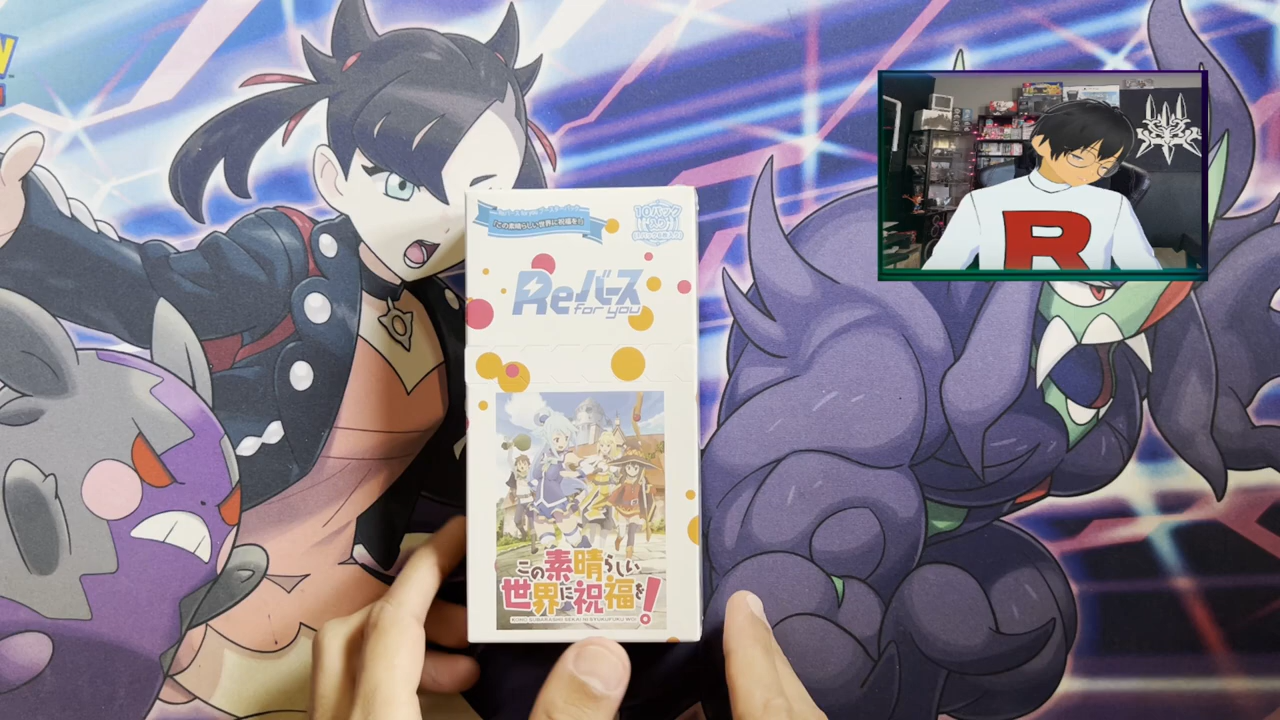 「この素晴らしい世界に祝福を!」
10パック
Reバース
for you
この素晴らしい
世界に祝福を!
KONO SUBARASHII SEKAI NI SYUKUFUKU WO!
R